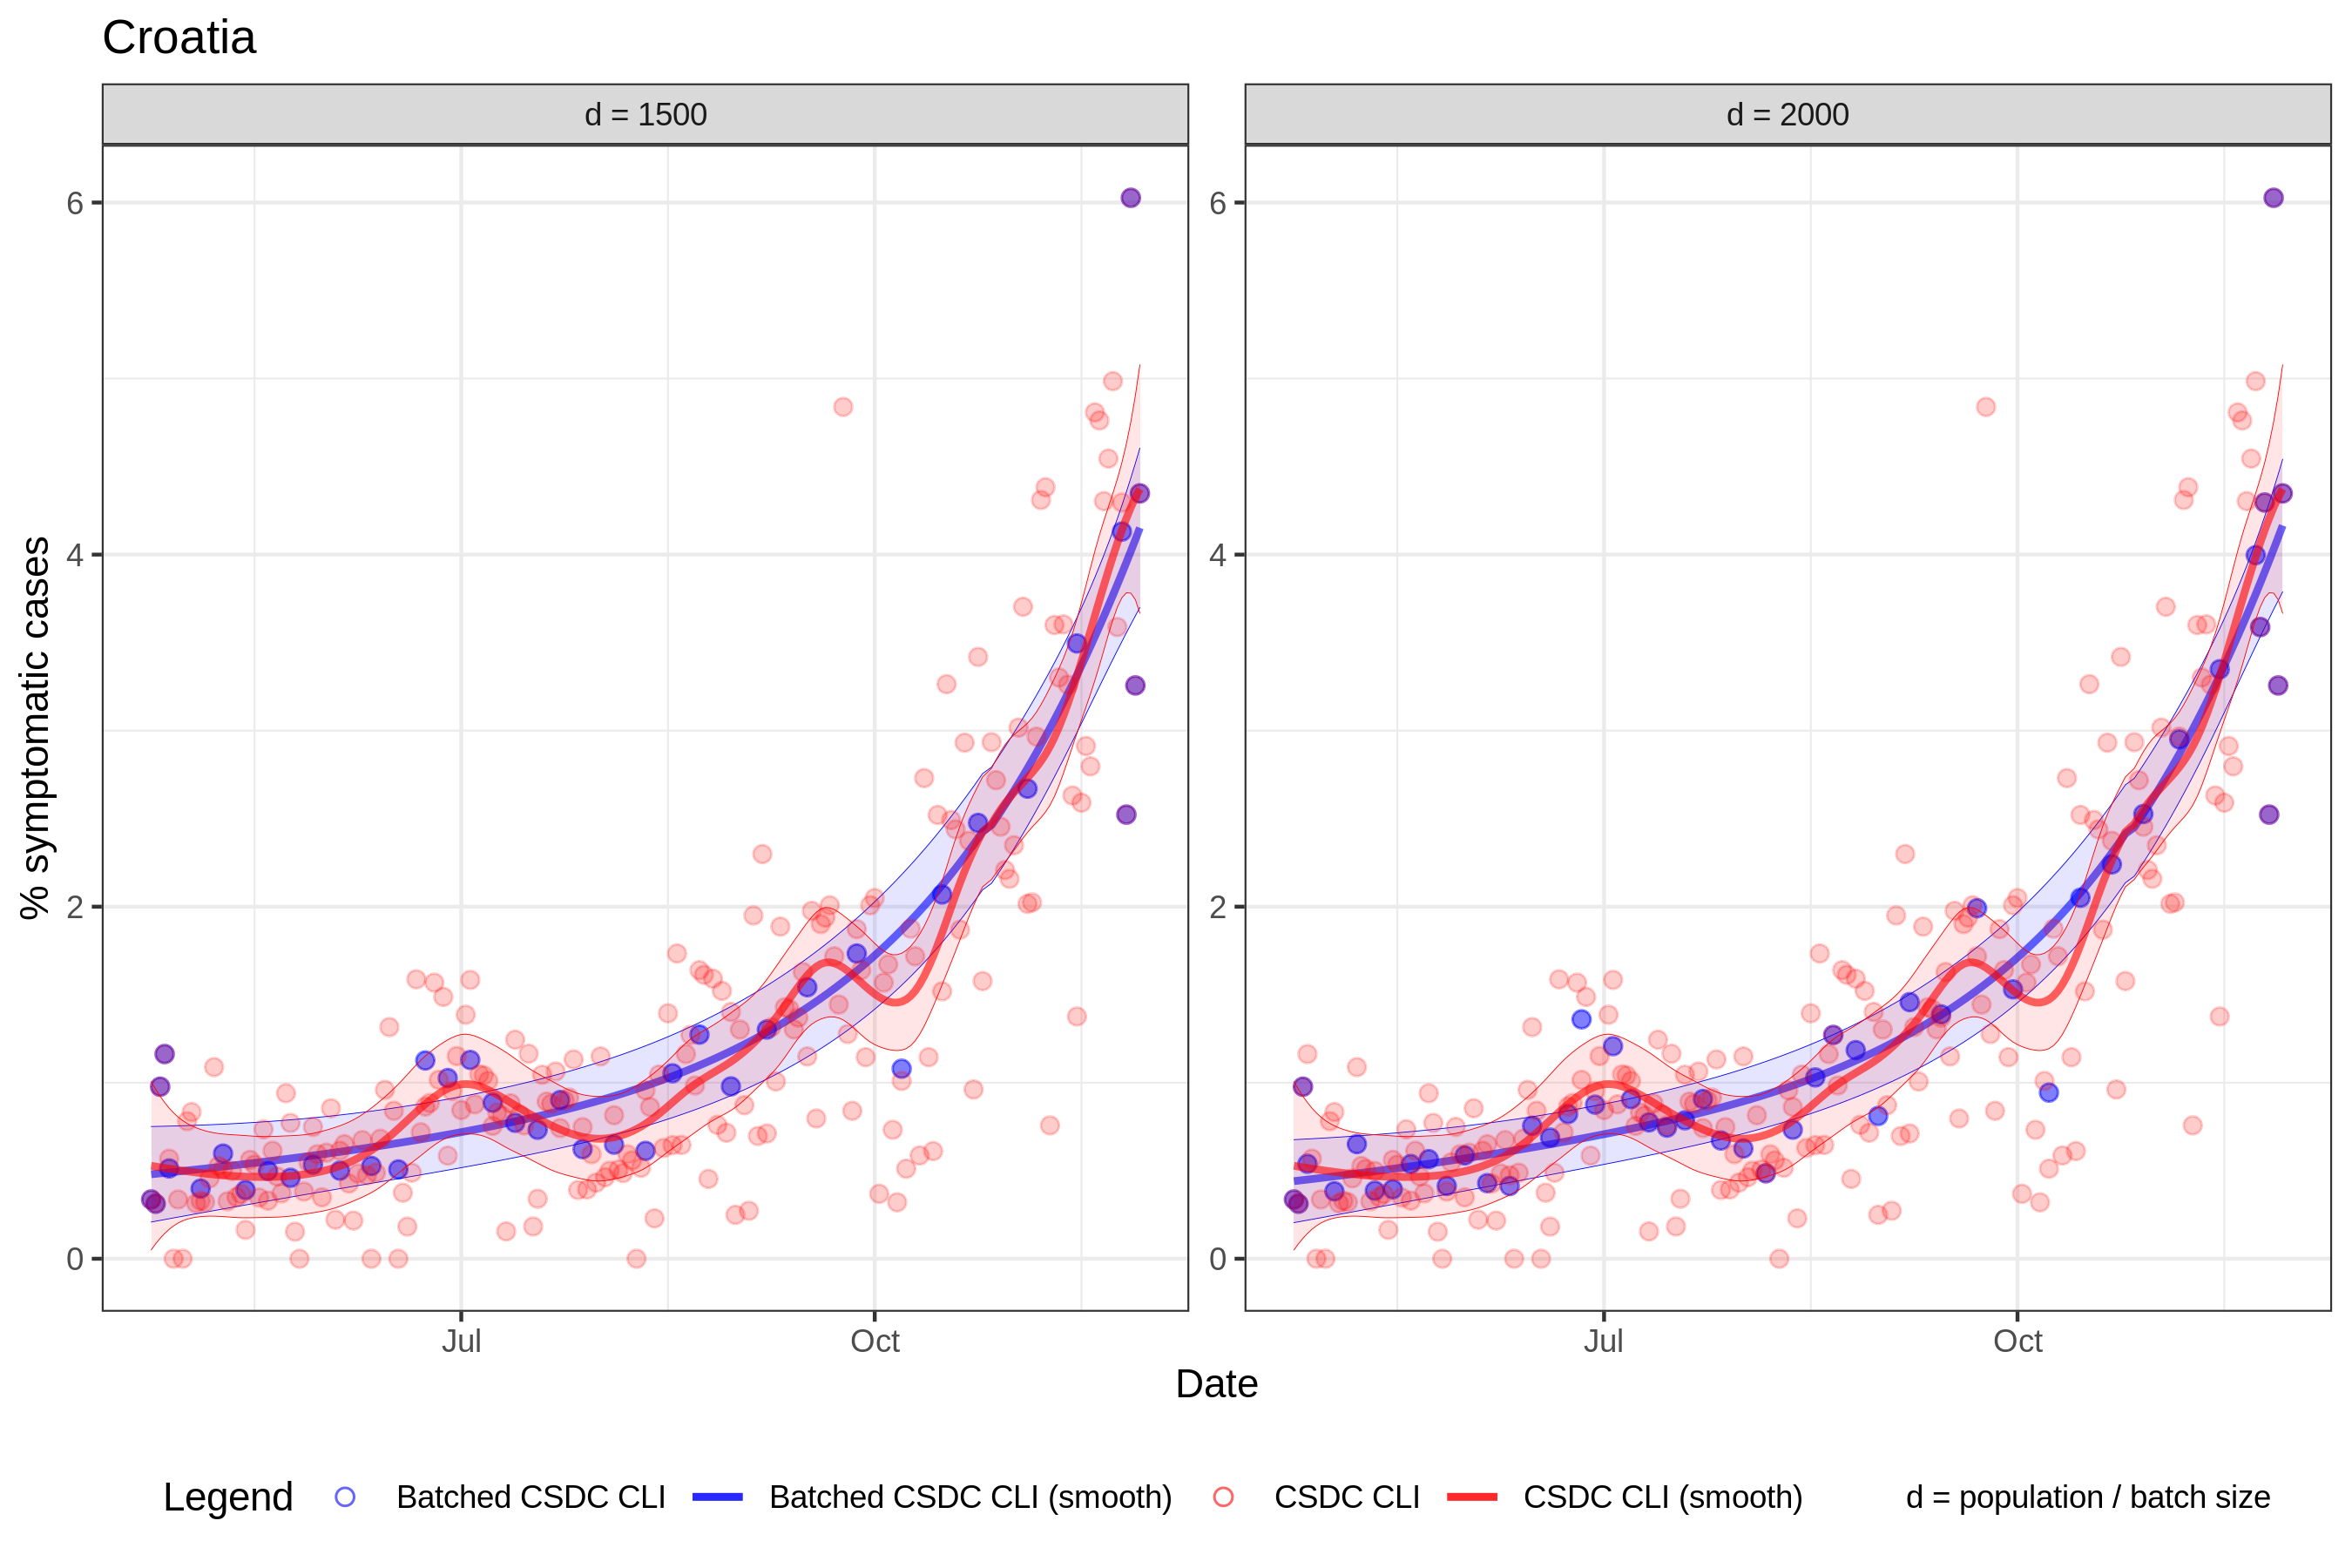 Croatia
d = 1500
d = 2000
% symptomatic cases
6
4
2
0
6
4
2
0
Jul
Oct
Jul
Oct
Date
Legend
Batched CSDC CLI
Batched CSDC CLI (smooth)
CSDC CLI
CSDC CLI (smooth)
d = population / batch size